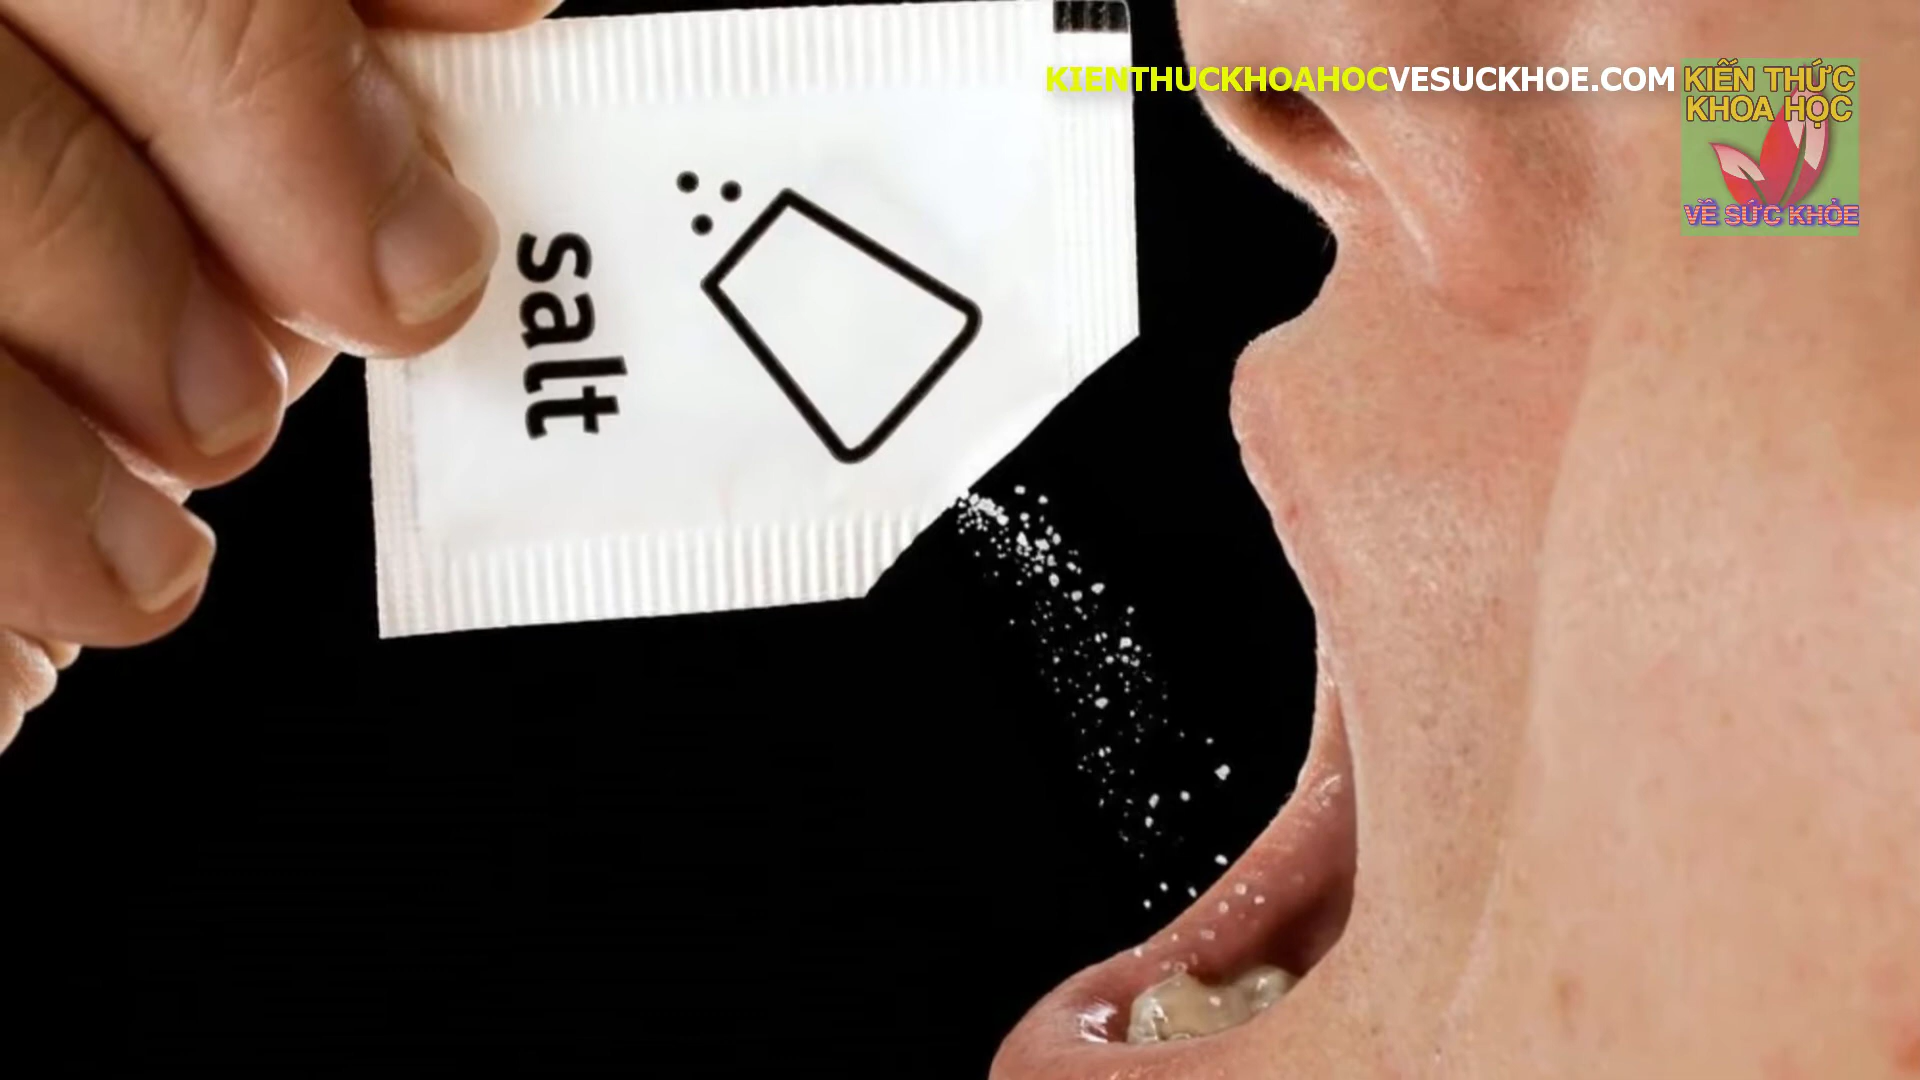 KIENTHUCKHOAHOCVESUCKHOE.COM
KIẾN THỨC
KHOA HỌC
VỀ SỨC KHỎE
salt